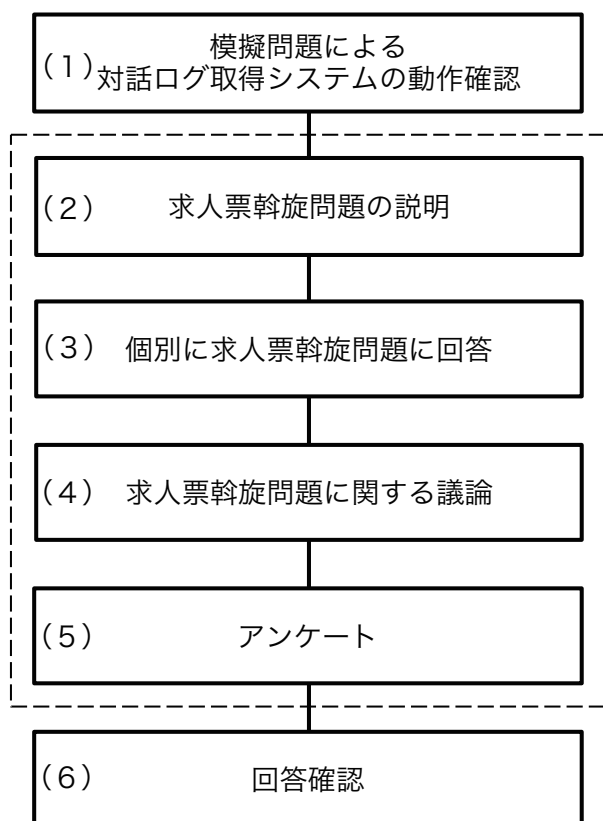 模擬問題による
(1)対話ログ取得システムの動作確認
(2) 求人票斡旋問題の説明
(3) 個別に求人票斡旋問題に回答
(4) 求人票斡旋問題に関する議論
(5) アンケート
(6) 回答確認